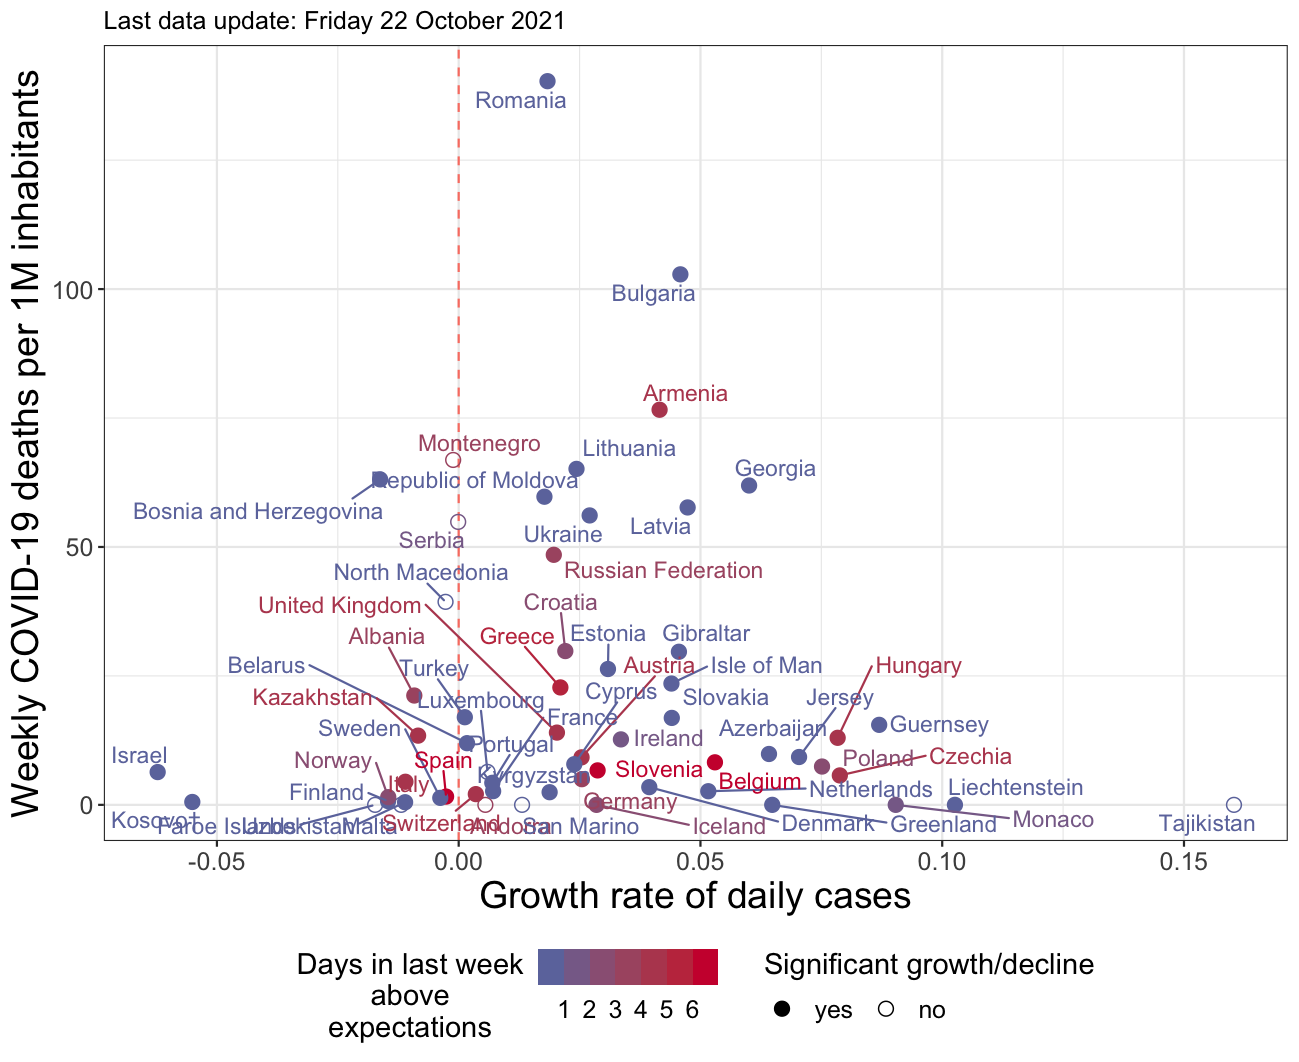 Last data update: Friday 22 October 2021
Weekly COVID-19 deaths per 1M inhabitants
100
50
0
Romania
Bulgaria
Armenia
Montenegro
Lithuania
Republic of Moldova
Georgia
Bosnia and Herzegovina
Ukraine
Latvia
Serbia
North Macedonia
Russian Federation
United Kingdom
Croatia
Albania
Greece
Estonia
Gibraltar
Belarus
Turkey
Austria
Isle of Man
Hungary
Kazakhstan
Luxembourg
Cyprus
Slovakia
Jersey
Sweden
France
Azerbaijan
Guernsey
Israel
Norway
Spain
Portugal
Ireland
Poland
Czechia
Finland
Italy
Kyrgyzstan
Slovenia
Belgium
Netherlands
Liechtenstein
Germany
Kosovo†
Faroe Islands
Uzbekistan
Malta
Switzerland
Andorra
San Marino
Iceland
Denmark
Greenland
Monaco
Tajikistan
-0.05
0.00
0.05
0.10
0.15
Growth rate of daily cases
Days in last week
above
expectations
1 2 3 4 5 6
Significant growth/decline
yes
no